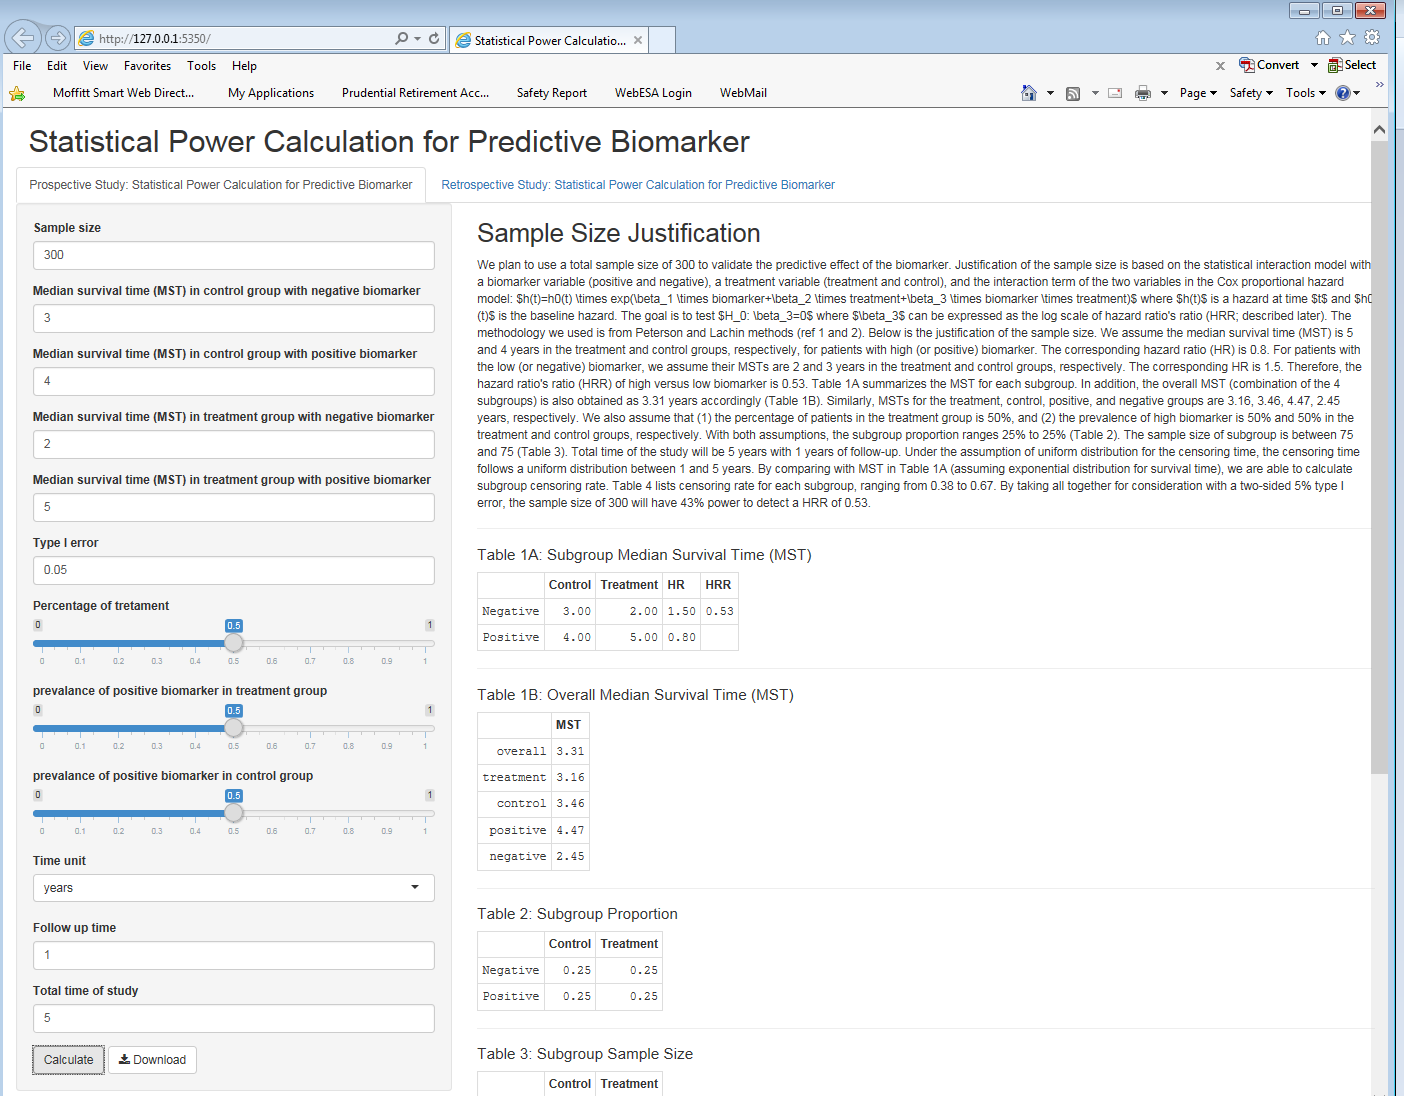 http://127.0.0.1:5350/
Statistical Power Calculatio...
File Edit View Favorites Tools Help
Convert
Select
Moffitt Smart Web Direct... My Applications Prudential Retirement Acc... Safety Report WebESA Login WebMail
Page Safety Tools
Statistical Power Calculation for Predictive Biomarker
Prospective Study: Statistical Power Calculation for Predictive Biomarker
Retrospective Study: Statistical Power Calculation for Predictive Biomarker
Sample size
300
Median survival time (MST) in control group with negative biomarker
3
Median survival time (MST) in control group with positive biomarker
4
Median survival time (MST) in treatment group with negative biomarker
2
Median survival time (MST) in treatment group with positive biomarker
5
Type I error
0.05
Percentage of tretament
0 0.5 1
0 0.1 0.2 0.3 0.4 0.5 0.6 0.7 0.8 0.9 1
prevalance of positive biomarker in treatment group
0 0.5 1
0 0.1 0.2 0.3 0.4 0.5 0.6 0.7 0.8 0.9 1
prevalance of positive biomarker in control group
0 0.5 1
0 0.1 0.2 0.3 0.4 0.5 0.6 0.7 0.8 0.9 1
Time unit
years
Follow up time
1
Total time of study
5
Calculate Download
Sample Size Justification
We plan to use a total sample size of 300 to validate the predictive effect of the biomarker. Justification of the sample size is based on the statistical interaction model with
a biomarker variable (positive and negative), a treatment variable (treatment and control), and the interaction term of the two variables in the Cox proportional hazard
model: $h(t)=h0(t) \times exp(\beta_1 \times biomarker+\beta_2 \times treatment+\beta_3 \times biomarker \times treatment)$ where $h(t)$ is a hazard at time $t$ and $h0
(t)$ is the baseline hazard. The goal is to test $H_0: \beta_3=0$ where $\beta_3$ can be expressed as the log scale of hazard ratio's ratio (HRR; described later). The
methodology we used is from Peterson and Lachin methods (ref 1 and 2). Below is the justification of the sample size. We assume the median survival time (MST) is 5
and 4 years in the treatment and control groups, respectively, for patients with high (or positive) biomarker. The corresponding hazard ratio (HR) is 0.8. For patients with
the low (or negative) biomarker, we assume their MSTs are 2 and 3 years in the treatment and control groups, respectively. The corresponding HR is 1.5. Therefore, the
hazard ratio's ratio (HRR) of high versus low biomarker is 0.53. Table 1A summarizes the MST for each subgroup. In addition, the overall MST (combination of the 4
subgroups) is also obtained as 3.31 years accordingly (Table 1B). Similarly, MSTs for the treatment, control, positive, and negative groups are 3.16, 3.46, 4.47, 2.45
years, respectively. We also assume that (1) the percentage of patients in the treatment group is 50%, and (2) the prevalence of high biomarker is 50% and 50% in the
treatment and control groups, respectively. With both assumptions, the subgroup proportion ranges 25% to 25% (Table 2). The sample size of subgroup is between 75
and 75 (Table 3). Total time of the study will be 5 years with 1 years of follow-up. Under the assumption of uniform distribution for the censoring time, the censoring time
follows a uniform distribution between 1 and 5 years. By comparing with MST in Table 1A (assuming exponential distribution for survival time), we are able to calculate
subgroup censoring rate. Table 4 lists censoring rate for each subgroup, ranging from 0.38 to 0.67. By taking all together for consideration with a two-sided 5% type I
error, the sample size of 300 will have 43% power to detect a HRR of 0.53.
Table 1A: Subgroup Median Survival Time (MST)
Control Treatment HR HRR
Negative 3.00 2.00 1.50 0.53
Positive 4.00 5.00 0.80
Table 1B: Overall Median Survival Time (MST)
MST
overall 3.31
treatment 3.16
control 3.46
positive 4.47
negative 2.45
Table 2: Subgroup Proportion
Control Treatment
Negative 0.25 0.25
Positive 0.25 0.25
Table 3: Subgroup Sample Size
Control Treatment